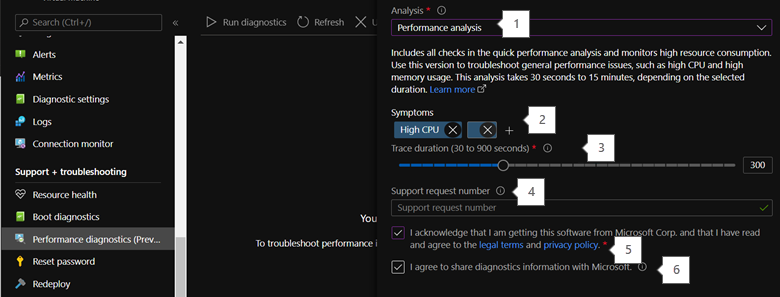 Search (Ctrl+/)
«
Alerts
Metrics
Diagnostic settings
Logs
Connection monitor
Support + troubleshooting
Resource health
Boot diagnostics
Performance diagnostics (Prev...
Reset password
Redeploy
Run diagnostics
Refresh
U
You
To troubleshoot performance i
Analysis *
1
Performance analysis
Includes all checks in the quick performance analysis and monitors high resource consumption.
Use this version to troubleshoot general performance issues, such as high CPU and high
memory usage. This analysis takes 30 seconds to 15 minutes, depending on the selected
duration. Learn more
Symptoms
2
High CPU
+
Trace duration (30 to 900 seconds) *
3
300
Support request number
4
Support request number
I acknowledge that I am getting this software from Microsoft Corp. and that I have read
and agree to the legal terms and privacy policy. *
5
I agree to share diagnostics information with Microsoft.
6